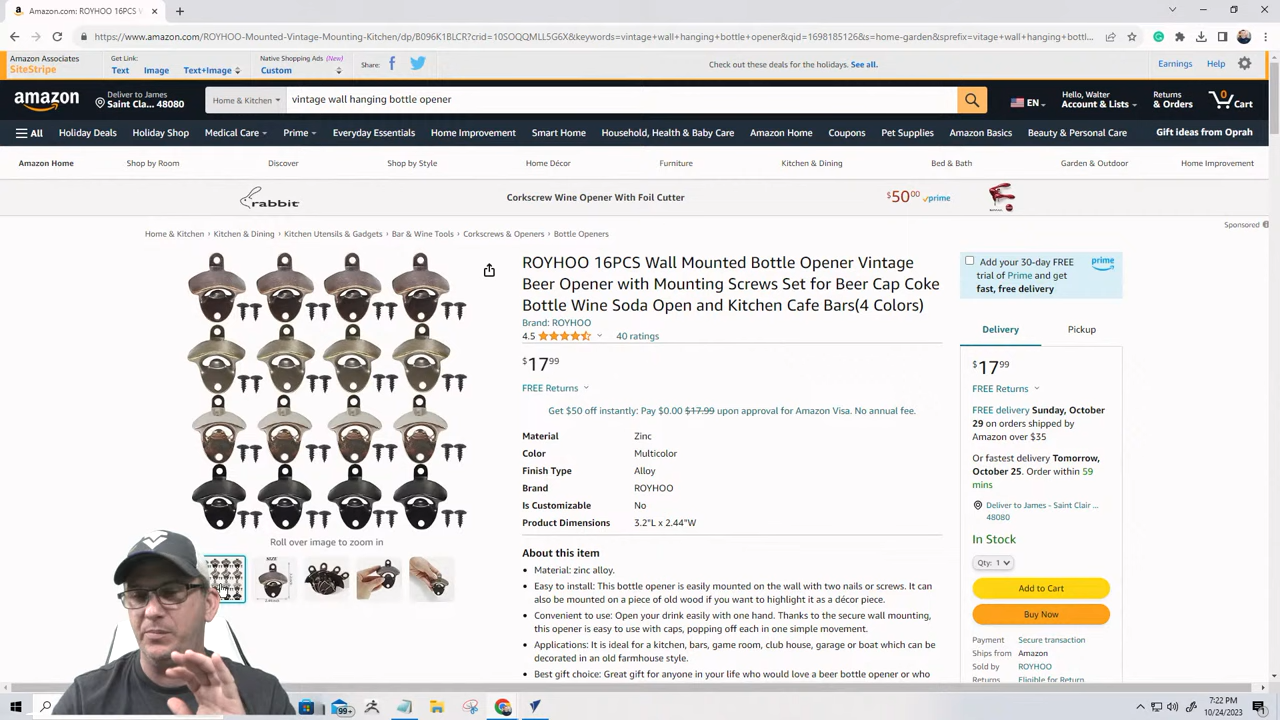 Amazon.com: ROYHOO 16PCS
https://www.amazon.com/ROYHOO-Mounted-Vintage-Mounting-Kitchen/dp/B096K1BLCR?crid=10SOQQMLL5G6X&keywords=vintage+wall+hanging+bottle+opener&qid=1698185126&s=home-garden&sprefix=vitage+wall+hanging+bottl...
Amazon Associates
SiteStripe
Get Link:
Text Image Text+Image
Native Shopping Ads (New)
Custom
Share:
Check out these deals for the holidays. See all.
Earnings Help
amazon
Deliver to James
Saint Cla... 48080
Home & Kitchen
vintage wall hanging bottle opener
EN
Hello, Walter
Account & Lists
Returns
& Orders
0
Cart
All Holiday Deals Holiday Shop Medical Care Prime Everyday Essentials Home Improvement Smart Home Household, Health & Baby Care Amazon Home Coupons Pet Supplies Amazon Basics Beauty & Personal Care Gift ideas from Oprah
Amazon Home Shop by Room Discover Shop by Style Home Décor Furniture Kitchen & Dining Bed & Bath Garden & Outdoor Home Improvement
rabbit
Corkscrew Wine Opener With Foil Cutter
$50⁰⁰ prime
Sponsored
Home & Kitchen › Kitchen & Dining › Kitchen Utensils & Gadgets › Bar & Wine Tools › Corkscrews & Openers › Bottle Openers
Roll over image to zoom in
SIZE
ROYHOO 16PCS Wall Mounted Bottle Opener Vintage
Beer Opener with Mounting Screws Set for Beer Cap Coke
Bottle Wine Soda Open and Kitchen Cafe Bars(4 Colors)
Brand: ROYHOO
4.5 40 ratings
$17⁹⁹
FREE Returns
Get $50 off instantly: Pay $0.00 $17.99 upon approval for Amazon Visa. No annual fee.
Material Zinc
Color Multicolor
Finish Type Alloy
Brand ROYHOO
Is Customizable No
Product Dimensions 3.2"L x 2.44"W
About this item
• Material: zinc alloy.
• Easy to install: This bottle opener is easily mounted on the wall with two nails or screws. It can
also be mounted on a piece of old wood if you want to highlight it as a décor piece.
• Convenient to use: Open your drink easily with one hand. Thanks to the secure wall mounting,
this opener is easy to use with caps, popping off each in one simple movement.
• Applications: It is ideal for a kitchen, bars, game room, club house, garage or boat which can be
decorated in an old farmhouse style.
• Best gift choice: Great gift for anyone in your life who would love a beer bottle opener or who
Add your 30-day FREE
trial of Prime and get
fast, free delivery
prime
Delivery Pickup
$17⁹⁹
FREE Returns
FREE delivery Sunday, October
29 on orders shipped by
Amazon over $35
Or fastest delivery Tomorrow,
October 25. Order within 59
mins
Deliver to James - Saint Clair ...
48080
In Stock
Qty: 1
Add to Cart
Buy Now
Payment Secure transaction
Ships from Amazon
Sold by ROYHOO
Returns Eligible for Return,
99+
7:22 PM
10/24/2023